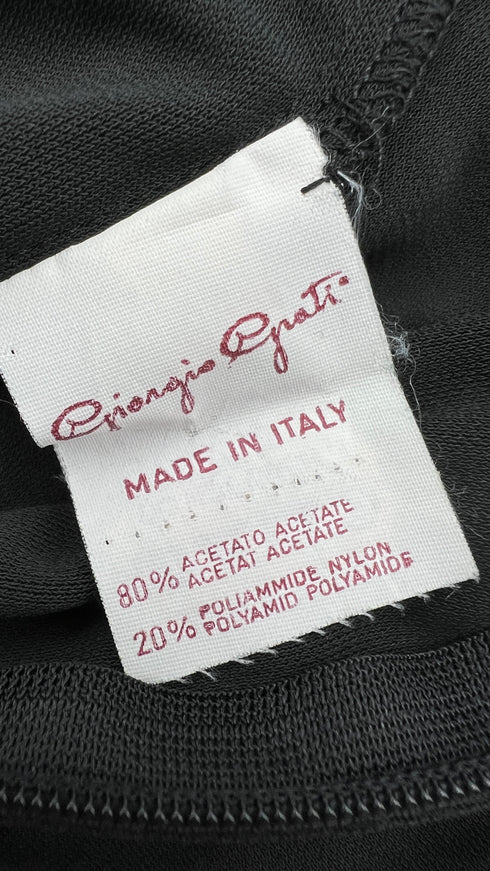 Giorgio Grati
MADE IN ITALY
80% ACETATO ACETATE
ACETAT ACETATE
20% POLIAMMIDE NYLON
POLYAMID POLYAMIDE